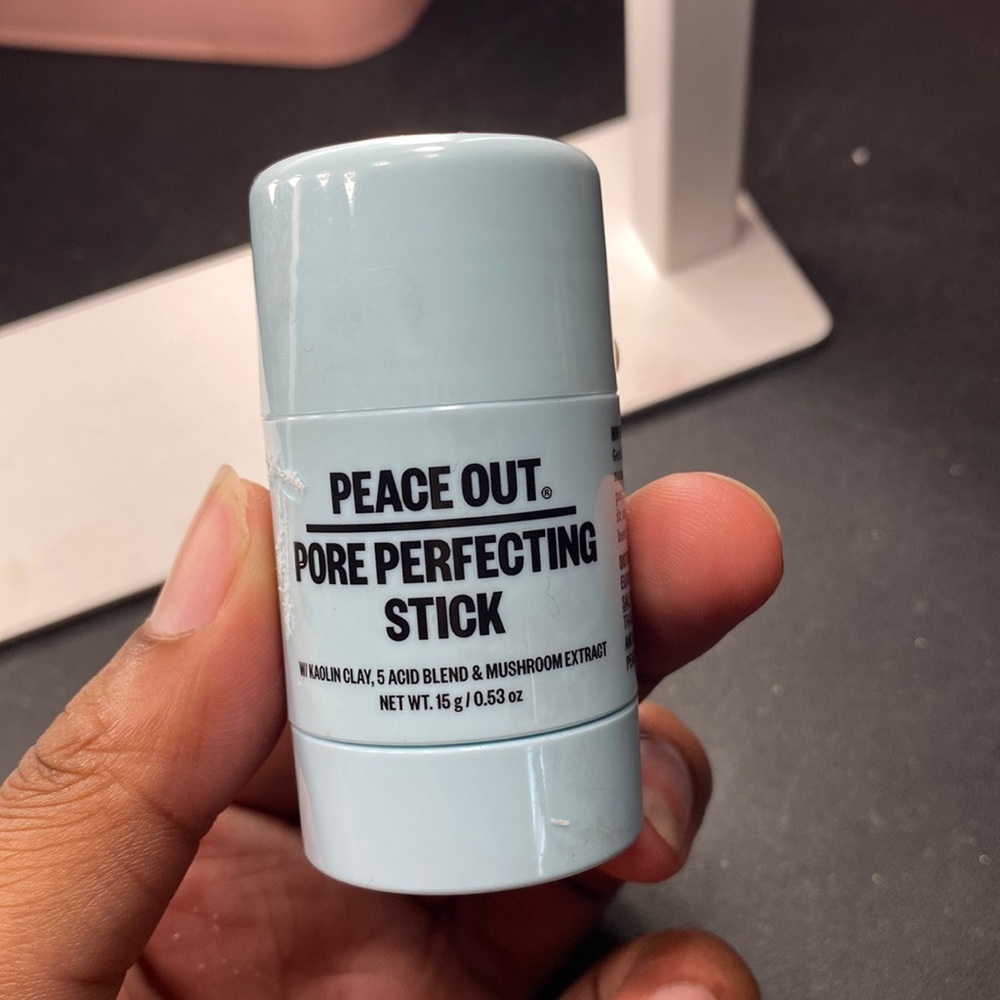 PEACE OUT®
PORE PERFECTING
STICK
W/ KAOLIN CLAY, 5 ACID BLEND & MUSHROOM EXTRACT
NET WT. 15 g / 0.53 oz